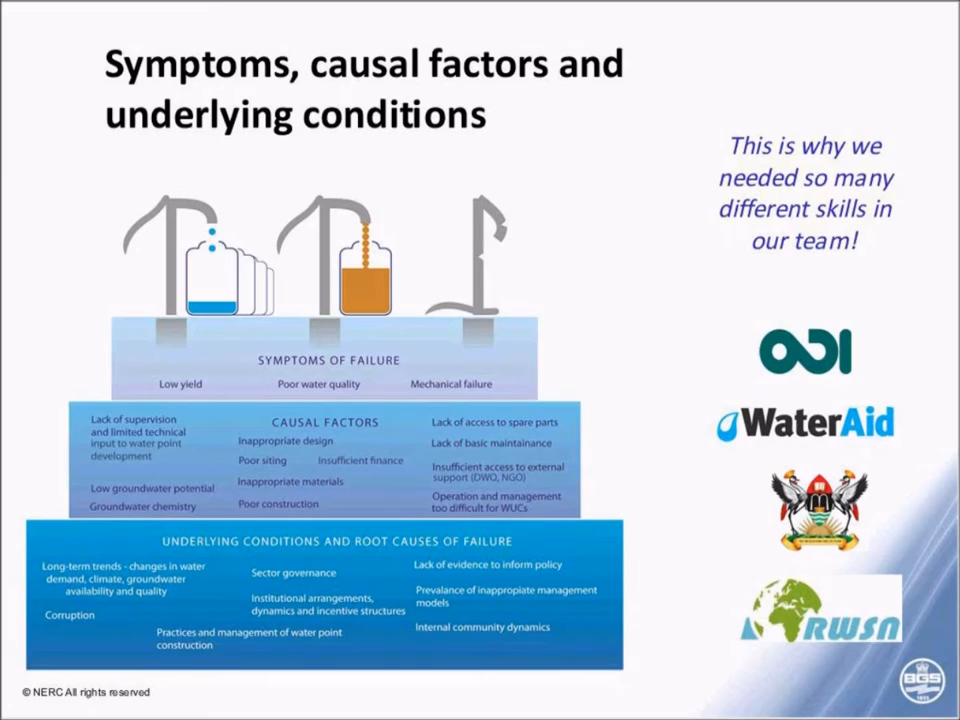 Symptoms, causal factors and
underlying conditions
This is why we
needed so many
different skills in
our team!
SYMPTOMS OF FAILURE
Low yield
Poor water quality
Mechanical failure
CAUSAL FACTORS
Lack of supervision
and limited technical
input to water point
development
Low groundwater potential
Groundwater chemistry
Inappropriate design
Poor siting
Insufficient finance
Inappropriate materials
Poor construction
Lack of access to spare parts
Lack of basic maintainance
Insufficient access to external
support (DWO, NGO)
Operation and management
too difficult for WUCs
UNDERLYING CONDITIONS AND ROOT CAUSES OF FAILURE
Long-term trends - changes in water
demand, climate, groundwater
availability and quality
Corruption
Sector governance
Institutional arrangements,
dynamics and incentive structures
Practices and management of water point
construction
Lack of evidence to inform policy
Prevalence of inappropiate management
models
Internal community dynamics
ODI
WaterAid
RWSN
© NERC All rights reserved
BGS